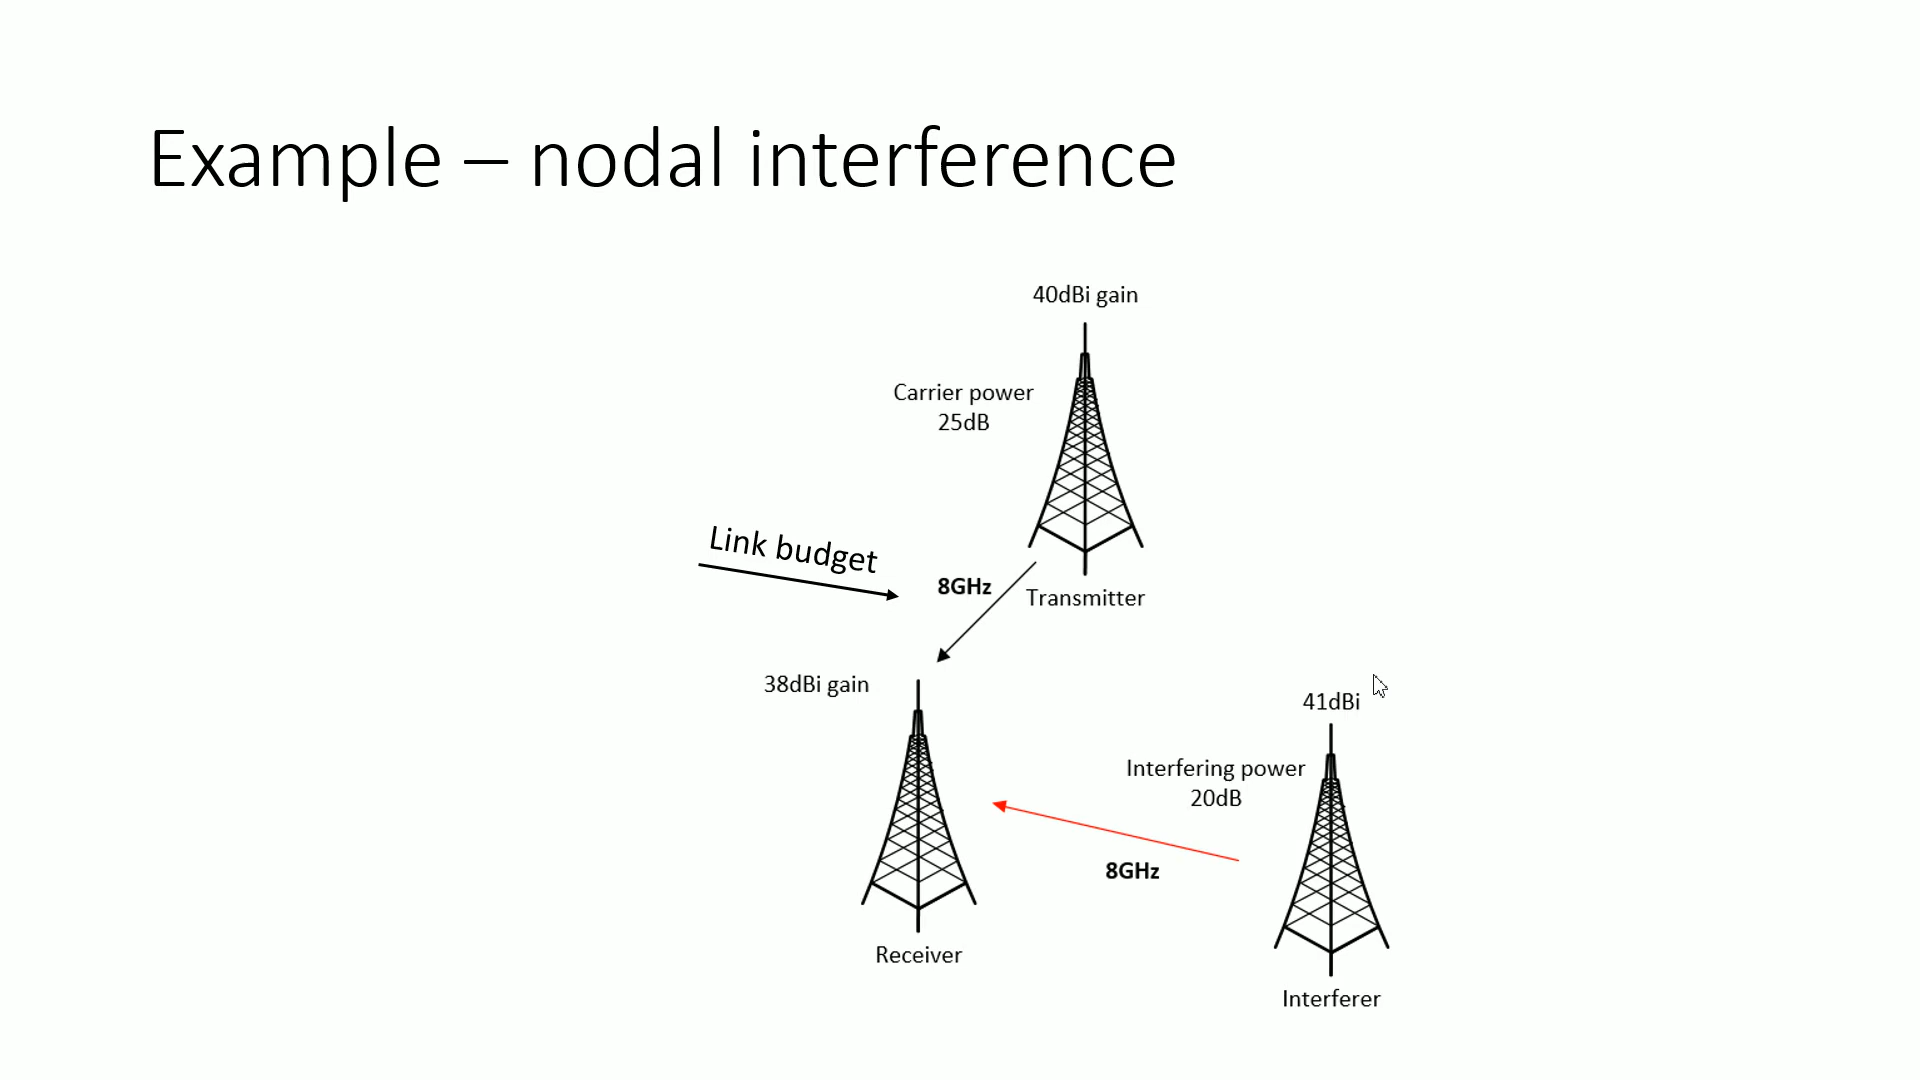 Example – nodal interference
40dBi gain
Carrier power
25dB
Link budget
8GHz
Transmitter
38dBi gain
41dBi
Interfering power
20dB
8GHz
Receiver
Interferer